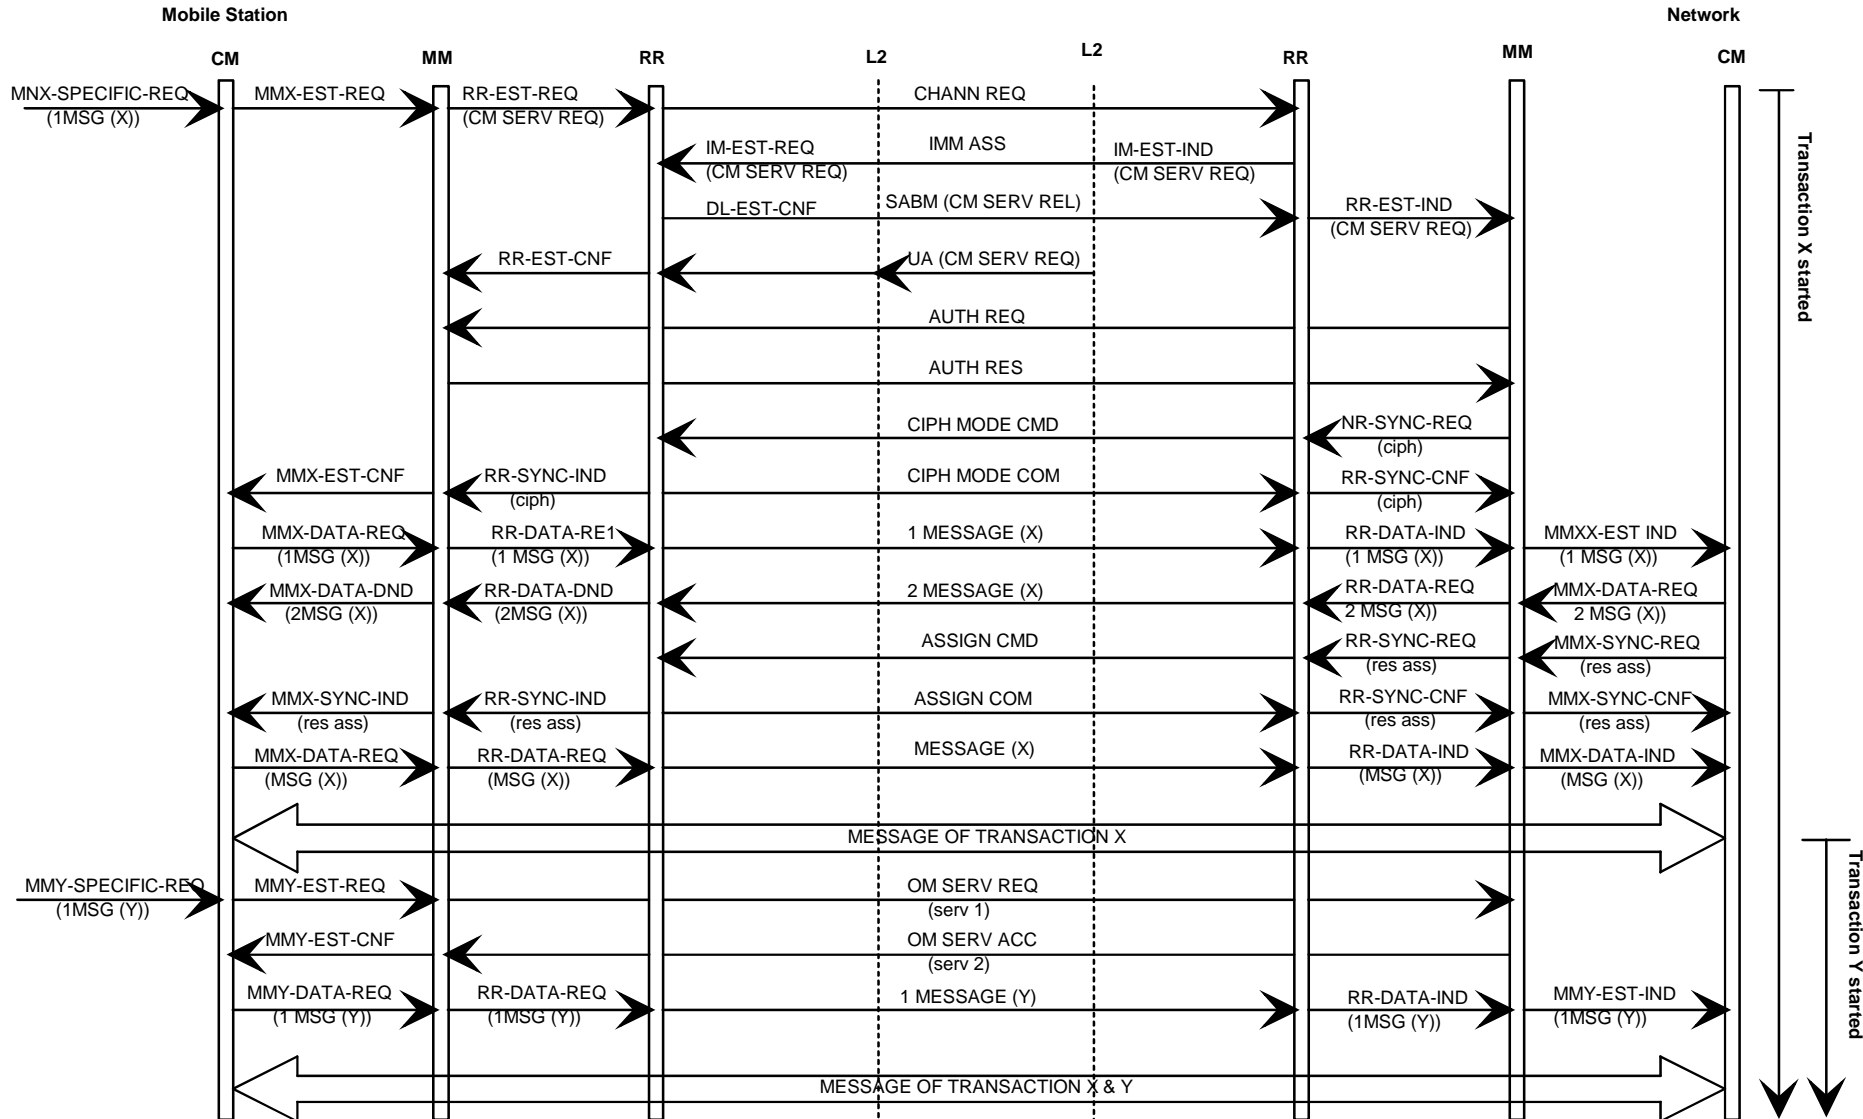 Mobile Station
Network
CM
MM
RR
L2
L2
RR
MM
CM
MNX-SPECIFIC-REQ
(1MSG (X))
MMX-EST-REQ
RR-EST-REQ
(CM SERV REQ)
CHANN REQ
IM-EST-REQ
(CM SERV REQ)
IMM ASS
IM-EST-IND
(CM SERV REQ)
DL-EST-CNF
SABM (CM SERV REL)
RR-EST-IND
(CM SERV REQ)
RR-EST-CNF
UA (CM SERV REQ)
AUTH REQ
AUTH RES
CIPH MODE CMD
NR-SYNC-REQ
(ciph)
MMX-EST-CNF
RR-SYNC-IND
(ciph)
CIPH MODE COM
RR-SYNC-CNF
(ciph)
MMX-DATA-REQ
(1MSG (X))
RR-DATA-RE1
(1 MSG (X))
1 MESSAGE (X)
RR-DATA-IND
(1 MSG (X))
MMXX-EST IND
(1 MSG (X))
MMX-DATA-DND
(2MSG (X))
RR-DATA-DND
(2MSG (X))
2 MESSAGE (X)
RR-DATA-REQ
2 MSG (X))
MMX-DATA-REQ
2 MSG (X))
ASSIGN CMD
RR-SYNC-REQ
(res ass)
MMX-SYNC-REQ
(res ass)
MMX-SYNC-IND
(res ass)
RR-SYNC-IND
(res ass)
ASSIGN COM
RR-SYNC-CNF
(res ass)
MMX-SYNC-CNF
(res ass)
MMX-DATA-REQ
(MSG (X))
RR-DATA-REQ
(MSG (X))
MESSAGE (X)
RR-DATA-IND
(MSG (X))
MMX-DATA-IND
(MSG (X))
MESSAGE OF TRANSACTION X
MMY-SPECIFIC-REQ
(1MSG (Y))
MMY-EST-REQ
OM SERV REQ
(serv 1)
MMY-EST-CNF
OM SERV ACC
(serv 2)
MMY-DATA-REQ
(1 MSG (Y))
RR-DATA-REQ
(1MSG (Y))
1 MESSAGE (Y)
RR-DATA-IND
(1MSG (Y))
MMY-EST-IND
(1MSG (Y))
MESSAGE OF TRANSACTION X & Y
Transaction X started
Transaction Y started